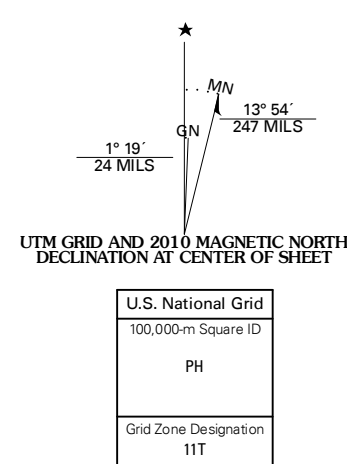 MN
13° 54´
247 MILS
GN
1° 19´
24 MILS
UTM GRID AND 2010 MAGNETIC NORTH
DECLINATION AT CENTER OF SHEET
U.S. National Grid
100,000-m Square ID
PH
Grid Zone Designation
11T